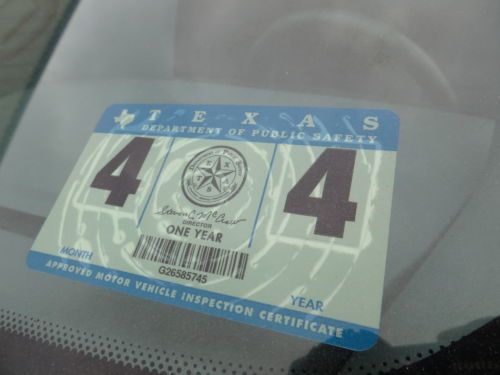 TEXAS
DEPARTMENT OF PUBLIC SAFETY
4 4
DIRECTOR
ONE YEAR
G26585745
MONTH YEAR
APPROVED MOTOR VEHICLE INSPECTION CERTIFICATE